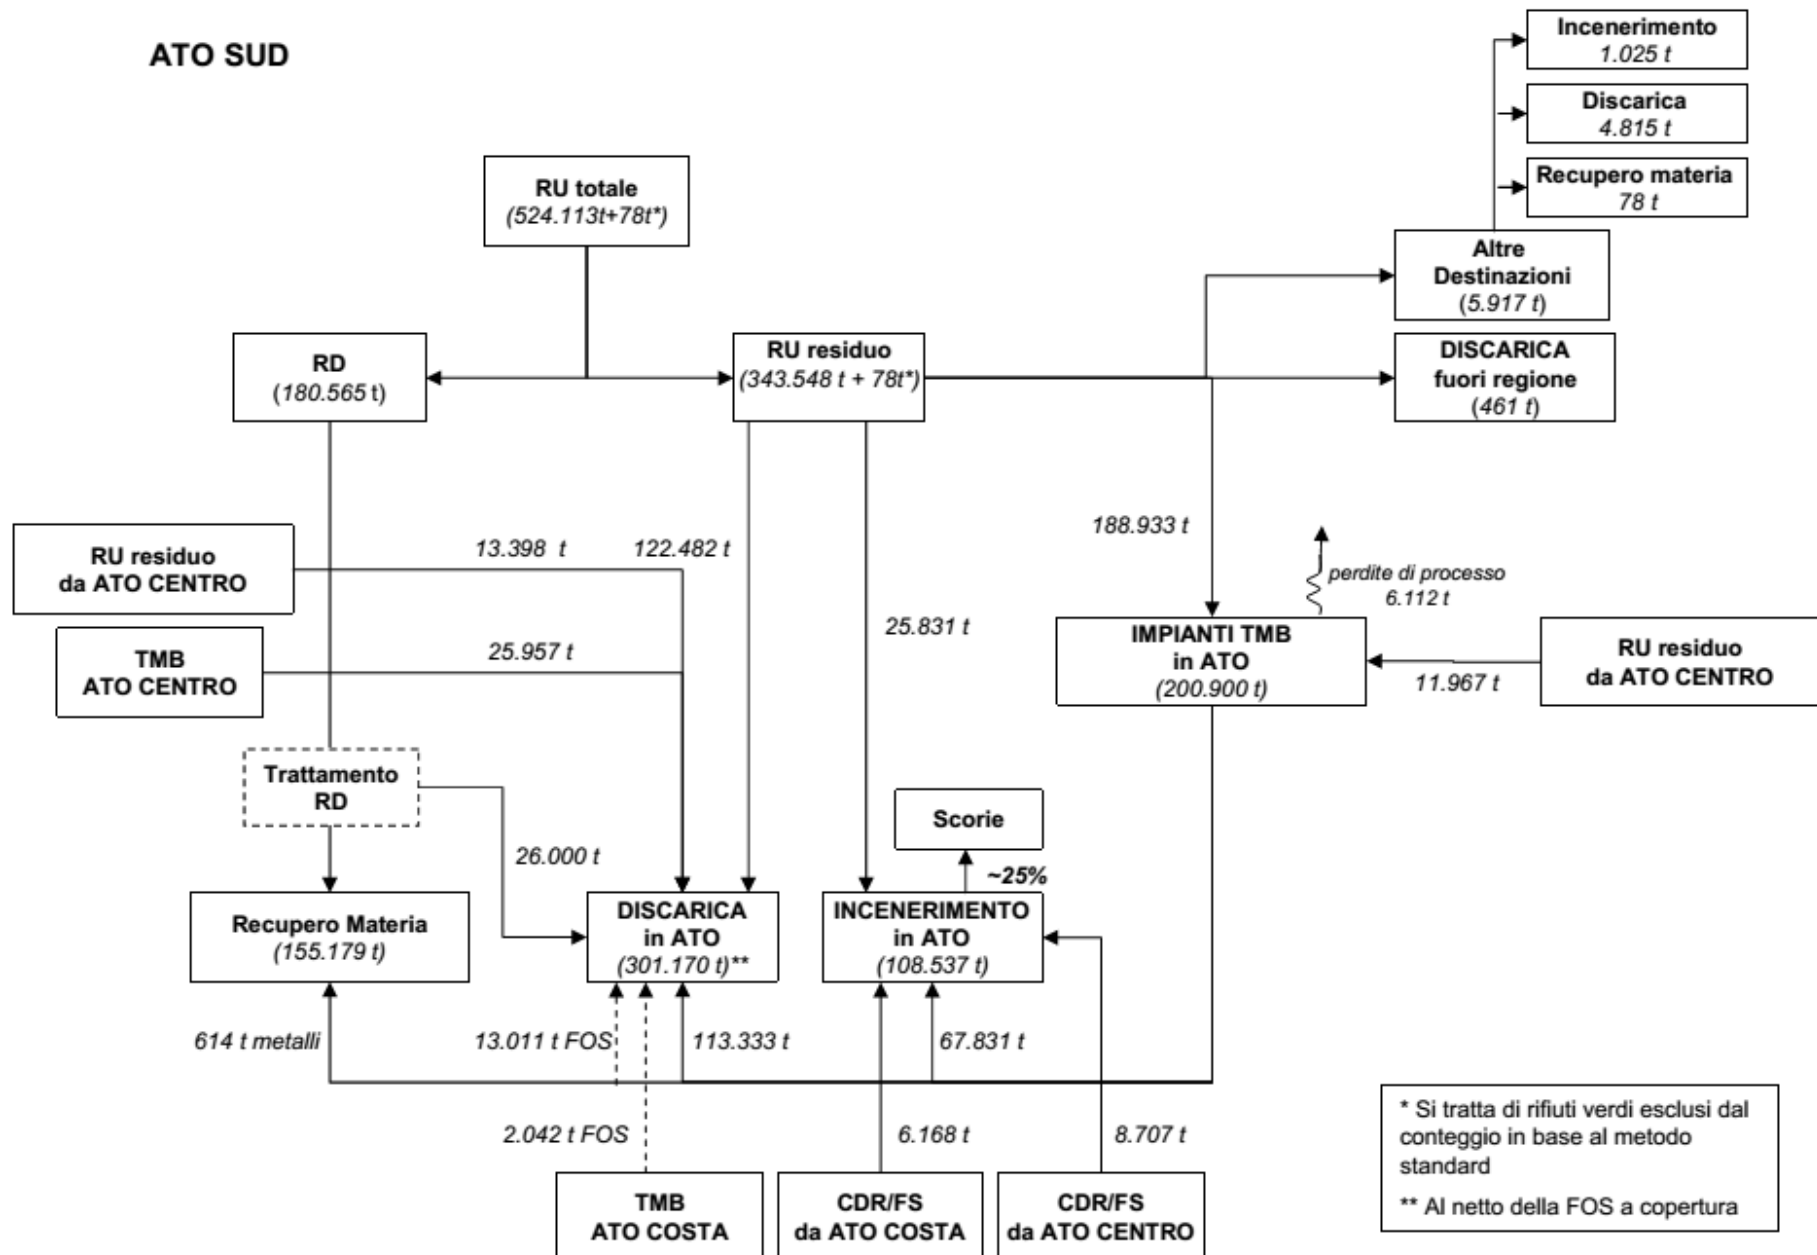 ATO SUD
Incenerimento
1.025 t
Discarica
4.815 t
Recupero materia
78 t
RU totale
(524.113t+78t*)
Altre
Destinazioni
(5.917 t)
RD
(180.565 t)
RU residuo
(343.548 t + 78t*)
DISCARICA
fuori regione
(461 t)
RU residuo
da ATO CENTRO
13.398 t
122.482 t
188.933 t
perdite di processo
6.112 t
TMB
ATO CENTRO
25.957 t
25.831 t
IMPIANTI TMB
in ATO
(200.900 t)
11.967 t
RU residuo
da ATO CENTRO
Trattamento
RD
26.000 t
Scorie
~25%
Recupero Materia
(155.179 t)
DISCARICA
in ATO
(301.170 t)**
INCENERIMENTO
in ATO
(108.537 t)
614 t metalli
13.011 t FOS
113.333 t
67.831 t
2.042 t FOS
6.168 t
8.707 t
TMB
ATO COSTA
CDR/FS
da ATO COSTA
CDR/FS
da ATO CENTRO
* Si tratta di rifiuti verdi esclusi dal
conteggio in base al metodo
standard
** Al netto della FOS a copertura